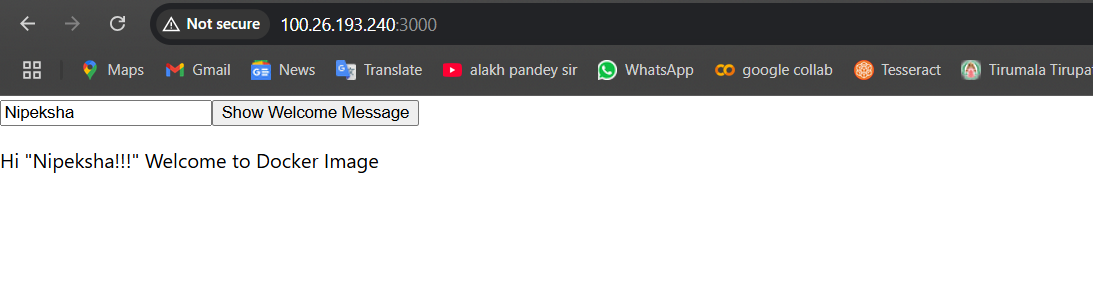 Not secure 100.26.193.240:3000
Maps Gmail News Translate alakh pandey sir WhatsApp google collab Tesseract Tirumala Tirupa
Nipeksha Show Welcome Message
Hi "Nipeksha!!!" Welcome to Docker Image